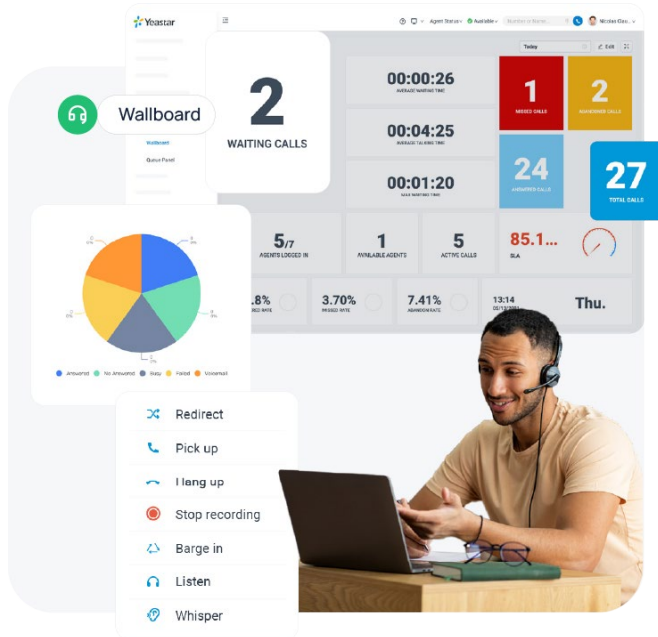 Yeastar
Agent Status
Available
Today
Edit
Wallboard
Wallboard
Queue Panel
2
WAITING CALLS
00:00:26
AVERAGE WAITING TIME
00:04:25
AVERAGE TALKING TIME
00:01:20
MAX WAITING TIME
1
MISSED CALLS
2
ABANDONED CALLS
24
ANSWERED CALLS
27
TOTAL CALLS
5/7
AGENTS LOGGED IN
1
AVAILABLE AGENTS
5
ACTIVE CALLS
85.1...
SLA
.8%
3.70%
MISSED RATE
7.41%
ABANDON RATE
13:14
Thu.
Answered
No Answered
Busy
Failed
Voicemail
Redirect
Pick up
Hang up
Stop recording
Barge in
Listen
Whisper